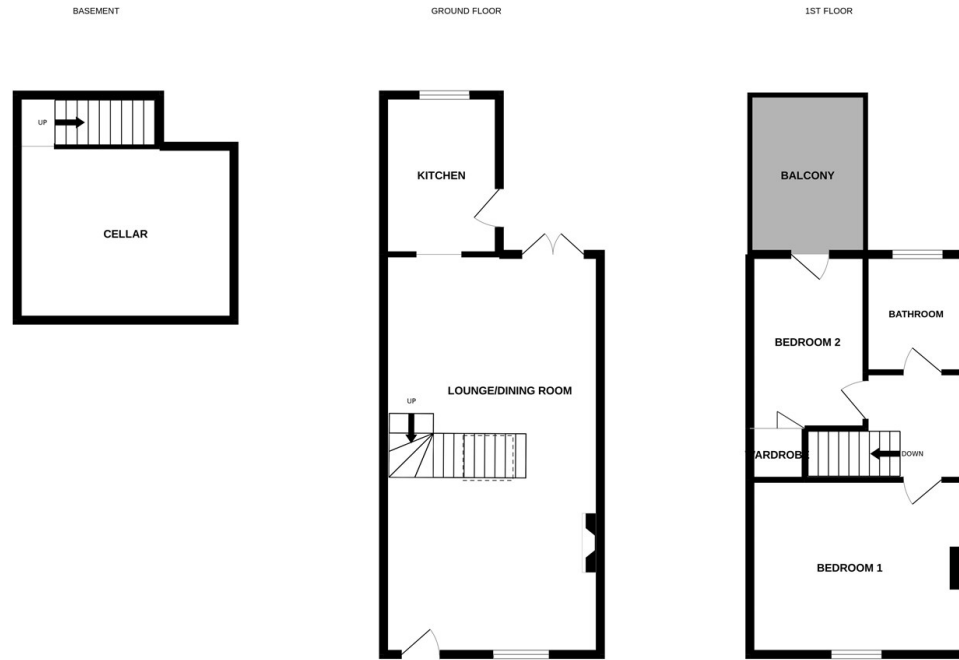 BASEMENT
GROUND FLOOR
1ST FLOOR
UP
CELLAR
KITCHEN
LOUNGE/DINING ROOM
UP
BALCONY
BEDROOM 2
BATHROOM
WARDROBE
DOWN
BEDROOM 1